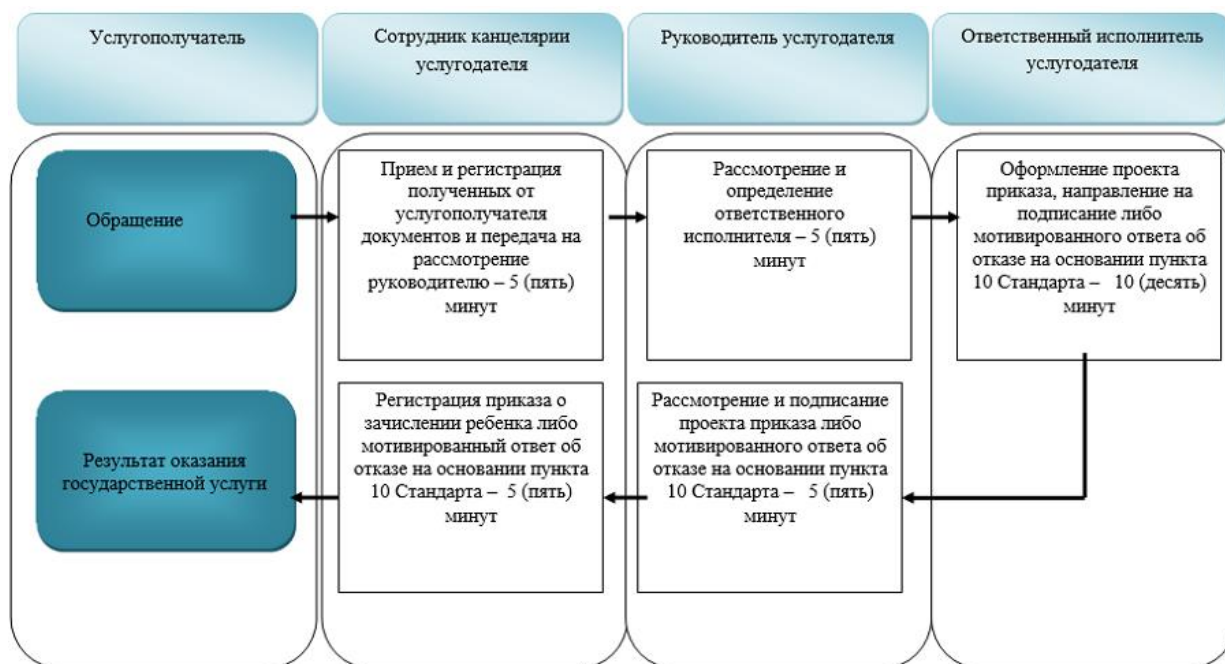 Услугополучатель
Сотрудник канцелярии
услугодателя
Руководитель услугодателя
Ответственный исполнитель
услугодателя
Обращение
Прием и регистрация
полученных от
услугополучателя
документов и передача на
рассмотрение
руководителю – 5 (пять)
минут
Рассмотрение и
определение
ответственного
исполнителя – 5 (пять)
минут
Оформление проекта
приказа, направление на
подписание либо
мотивированного ответа об
отказе на основании пункта
10 Стандарта – 10 (десять)
минут
Результат оказания
государственной услуги
Регистрация приказа о
зачислении ребенка либо
мотивированный ответ об
отказе на основании пункта
10 Стандарта – 5 (пять)
минут
Рассмотрение и подписание
проекта приказа либо
мотивированного ответа об
отказе на основании пункта
10 Стандарта – 5 (пять)
минут